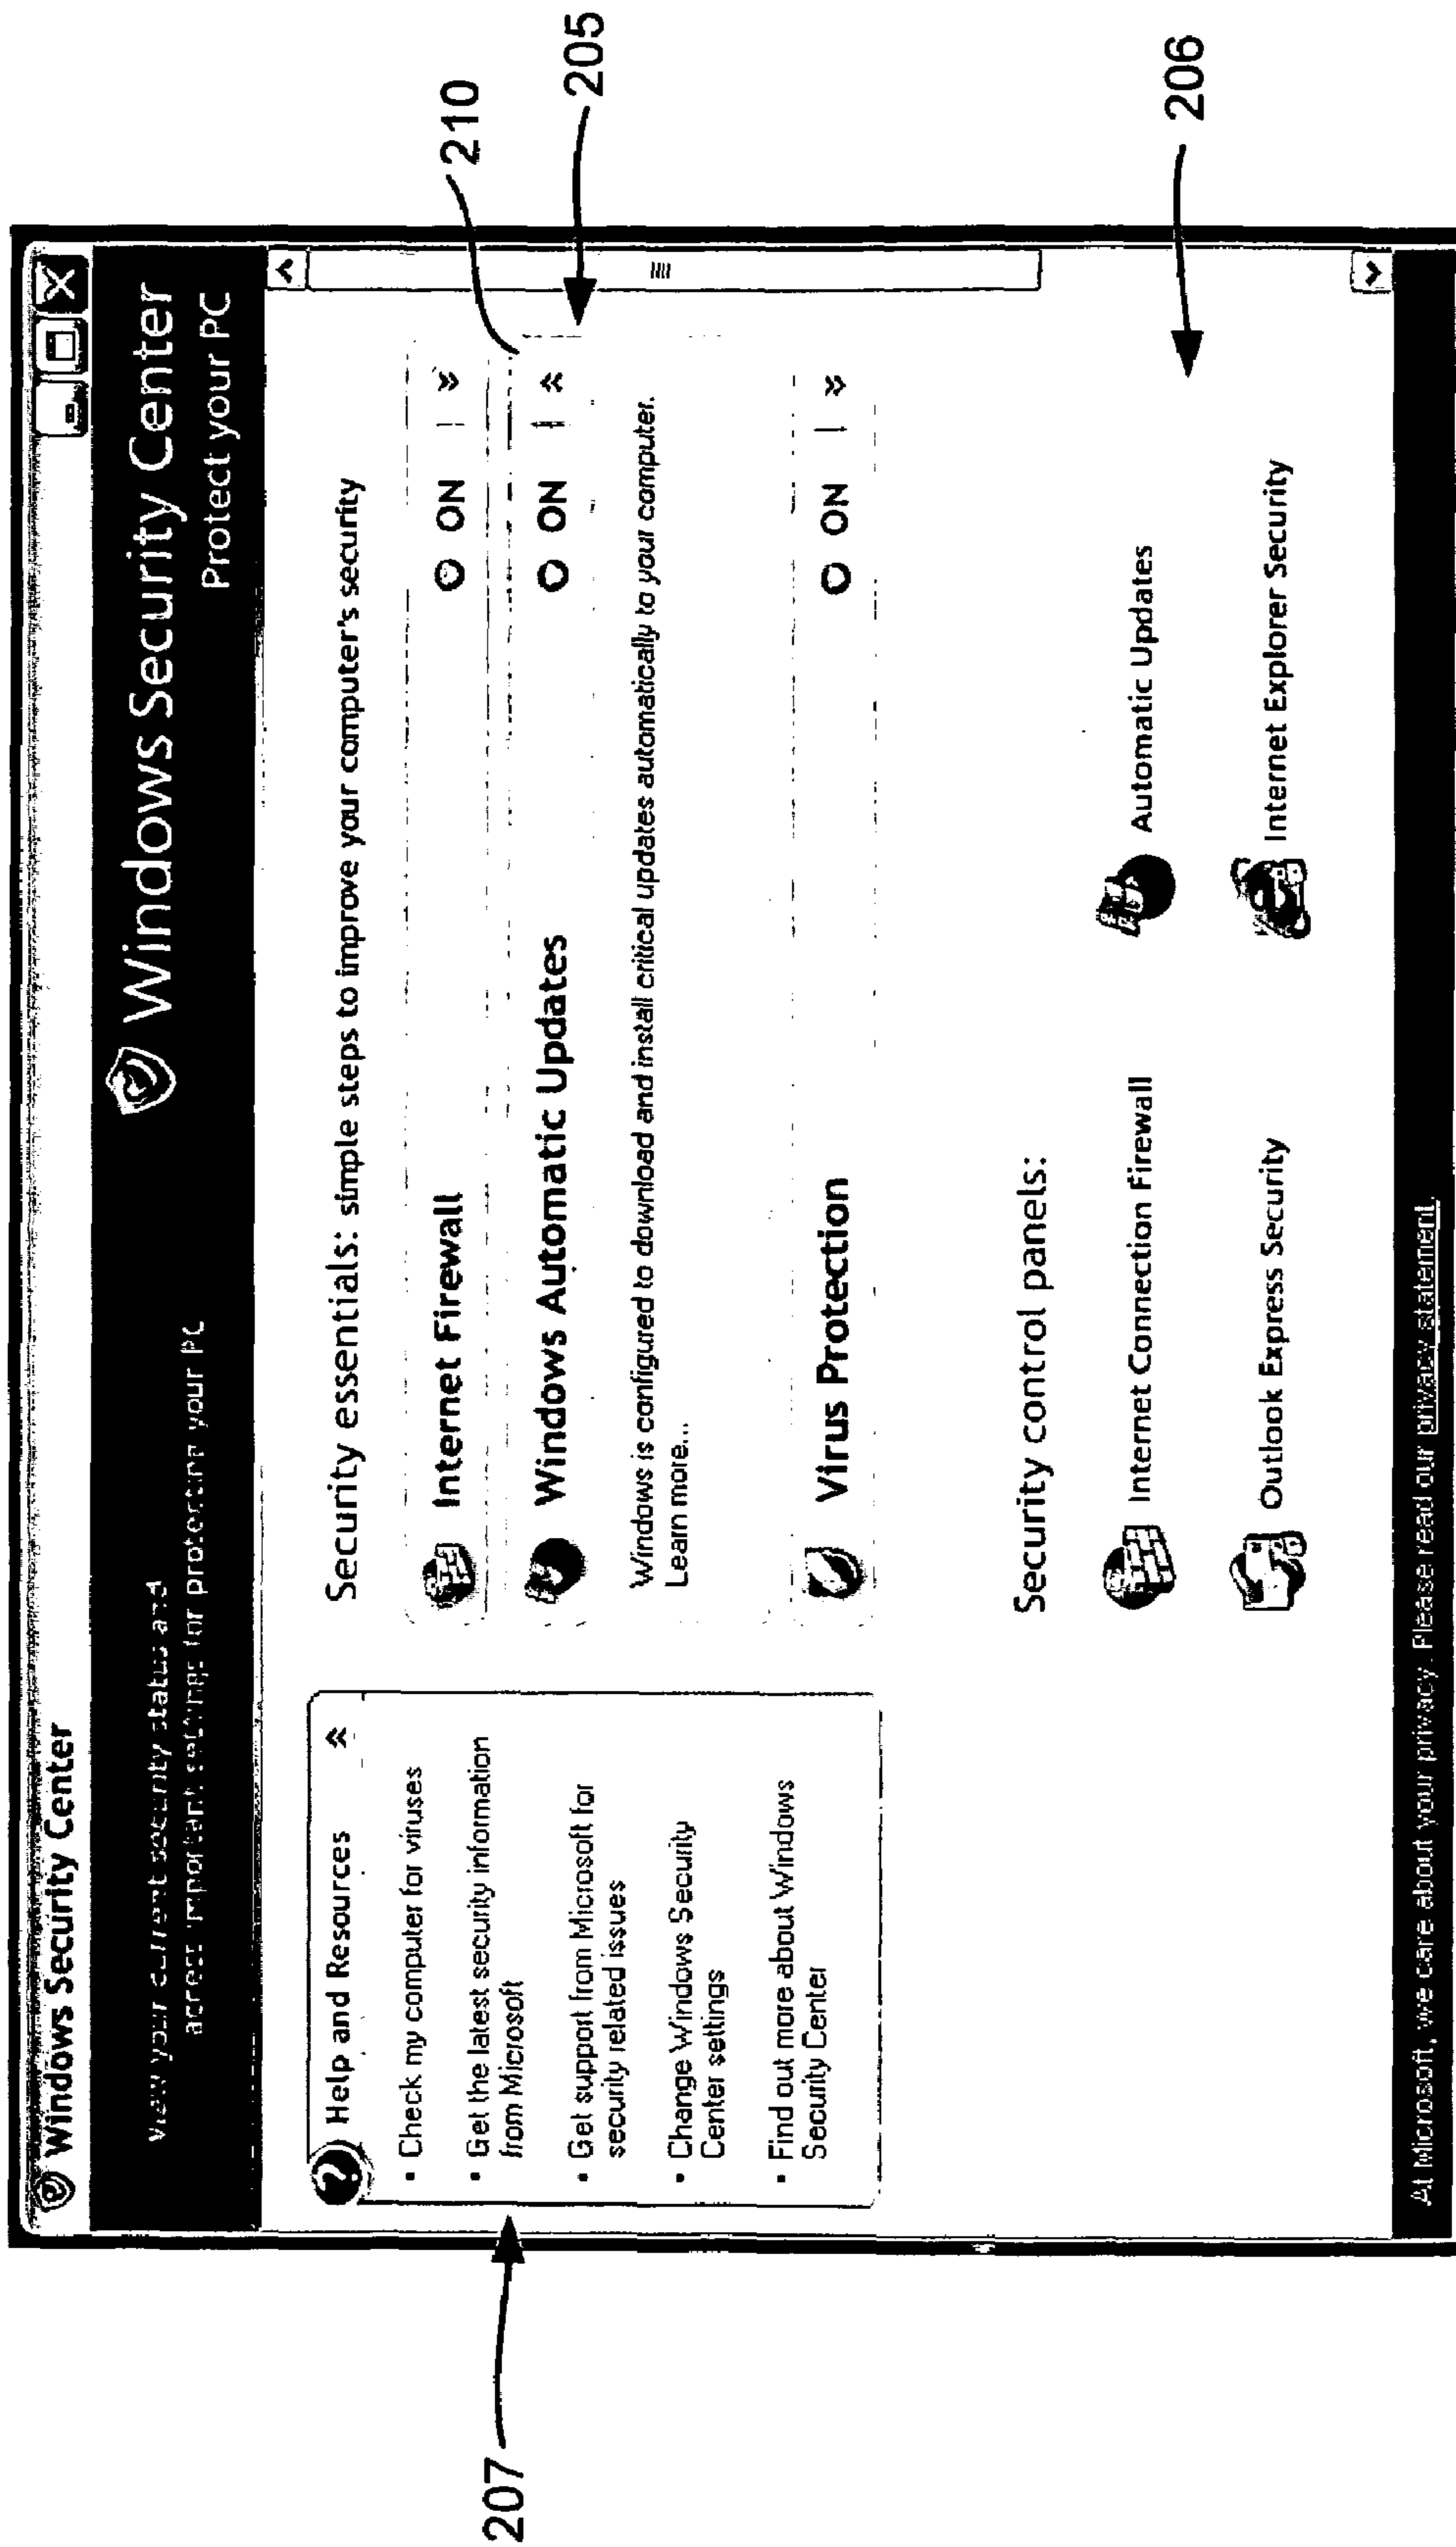 Windows Security Center
View your current security status and
access important settings for protecting your PC
Windows Security Center
Protect your PC
Help and Resources
• Check my computer for viruses
• Get the latest security information
from Microsoft
• Get support from Microsoft for
security related issues
• Change Windows Security
Center settings
• Find out more about Windows
Security Center
207
Security essentials: simple steps to improve your computer's security
Internet Firewall ON
210
Windows Automatic Updates ON
205
Windows is configured to download and install critical updates automatically to your computer.
Learn more...
Virus Protection ON
Security control panels:
Internet Connection Firewall Automatic Updates
206
Outlook Express Security Internet Explorer Security
At Microsoft, we care about your privacy. Please read our privacy statement.